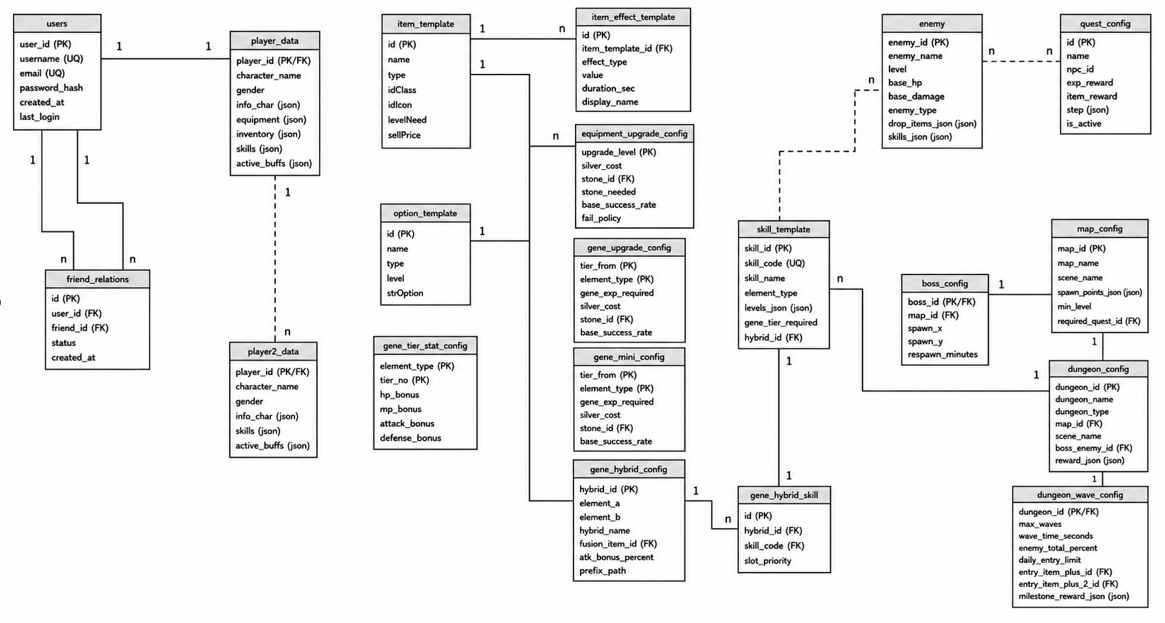 users
user_id (PK)
username (UQ)
email (UQ)
password_hash
created_at
last_login
1
1
player_data
player_id (PK/FK)
character_name
gender
info_char (json)
equipment (json)
inventory (json)
skills (json)
active_buffs (json)
1
1
n
n
friend_relations
id (PK)
user_id (FK)
friend_id (FK)
status
created_at
1
n
player2_data
player_id (PK/FK)
character_name
gender
info_char (json)
skills (json)
active_buffs (json)
item_template
id (PK)
name
type
idClass
idIcon
levelNeed
sellPrice
1
n
1
n
item_effect_template
id (PK)
item_template_id (FK)
effect_type
value
duration_sec
display_name
equipment_upgrade_config
upgrade_level (PK)
silver_cost
stone_id (FK)
stone_needed
base_success_rate
fail_policy
option_template
id (PK)
name
type
level
strOption
1
gene_upgrade_config
tier_from (PK)
element_type (PK)
gene_exp_required
silver_cost
stone_id (FK)
base_success_rate
gene_tier_stat_config
element_type (PK)
tier_no (PK)
hp_bonus
mp_bonus
attack_bonus
defense_bonus
gene_mini_config
tier_from (PK)
element_type (PK)
gene_exp_required
silver_cost
stone_id (FK)
base_success_rate
gene_hybrid_config
hybrid_id (PK)
element_a
element_b
hybrid_name
fusion_item_id (FK)
atk_bonus_percent
prefix_path
1
n
gene_hybrid_skill
id (PK)
hybrid_id (FK)
skill_code (FK)
slot_priority
1
1
skill_template
skill_id (PK)
skill_code (UQ)
skill_name
element_type
levels_json (json)
gene_tier_required
hybrid_id (FK)
n
n
enemy
enemy_id (PK)
enemy_name
level
base_hp
base_damage
enemy_type
drop_items_json (json)
skills_json (json)
n
n
quest_config
id (PK)
name
npc_id
exp_reward
item_reward
step (json)
is_active
boss_config
boss_id (PK/FK)
map_id (FK)
spawn_x
spawn_y
respawn_minutes
1
map_config
map_id (PK)
map_name
scene_name
spawn_points_json (json)
min_level
required_quest_id (FK)
1
1
dungeon_config
dungeon_id (PK)
dungeon_name
dungeon_type
map_id (FK)
scene_name
boss_enemy_id (FK)
reward_json (json)
1
dungeon_wave_config
dungeon_id (PK/FK)
max_waves
wave_time_seconds
enemy_total_percent
daily_entry_limit
entry_item_plus_id (FK)
entry_item_plus_2_id (FK)
milestone_reward_json (json)